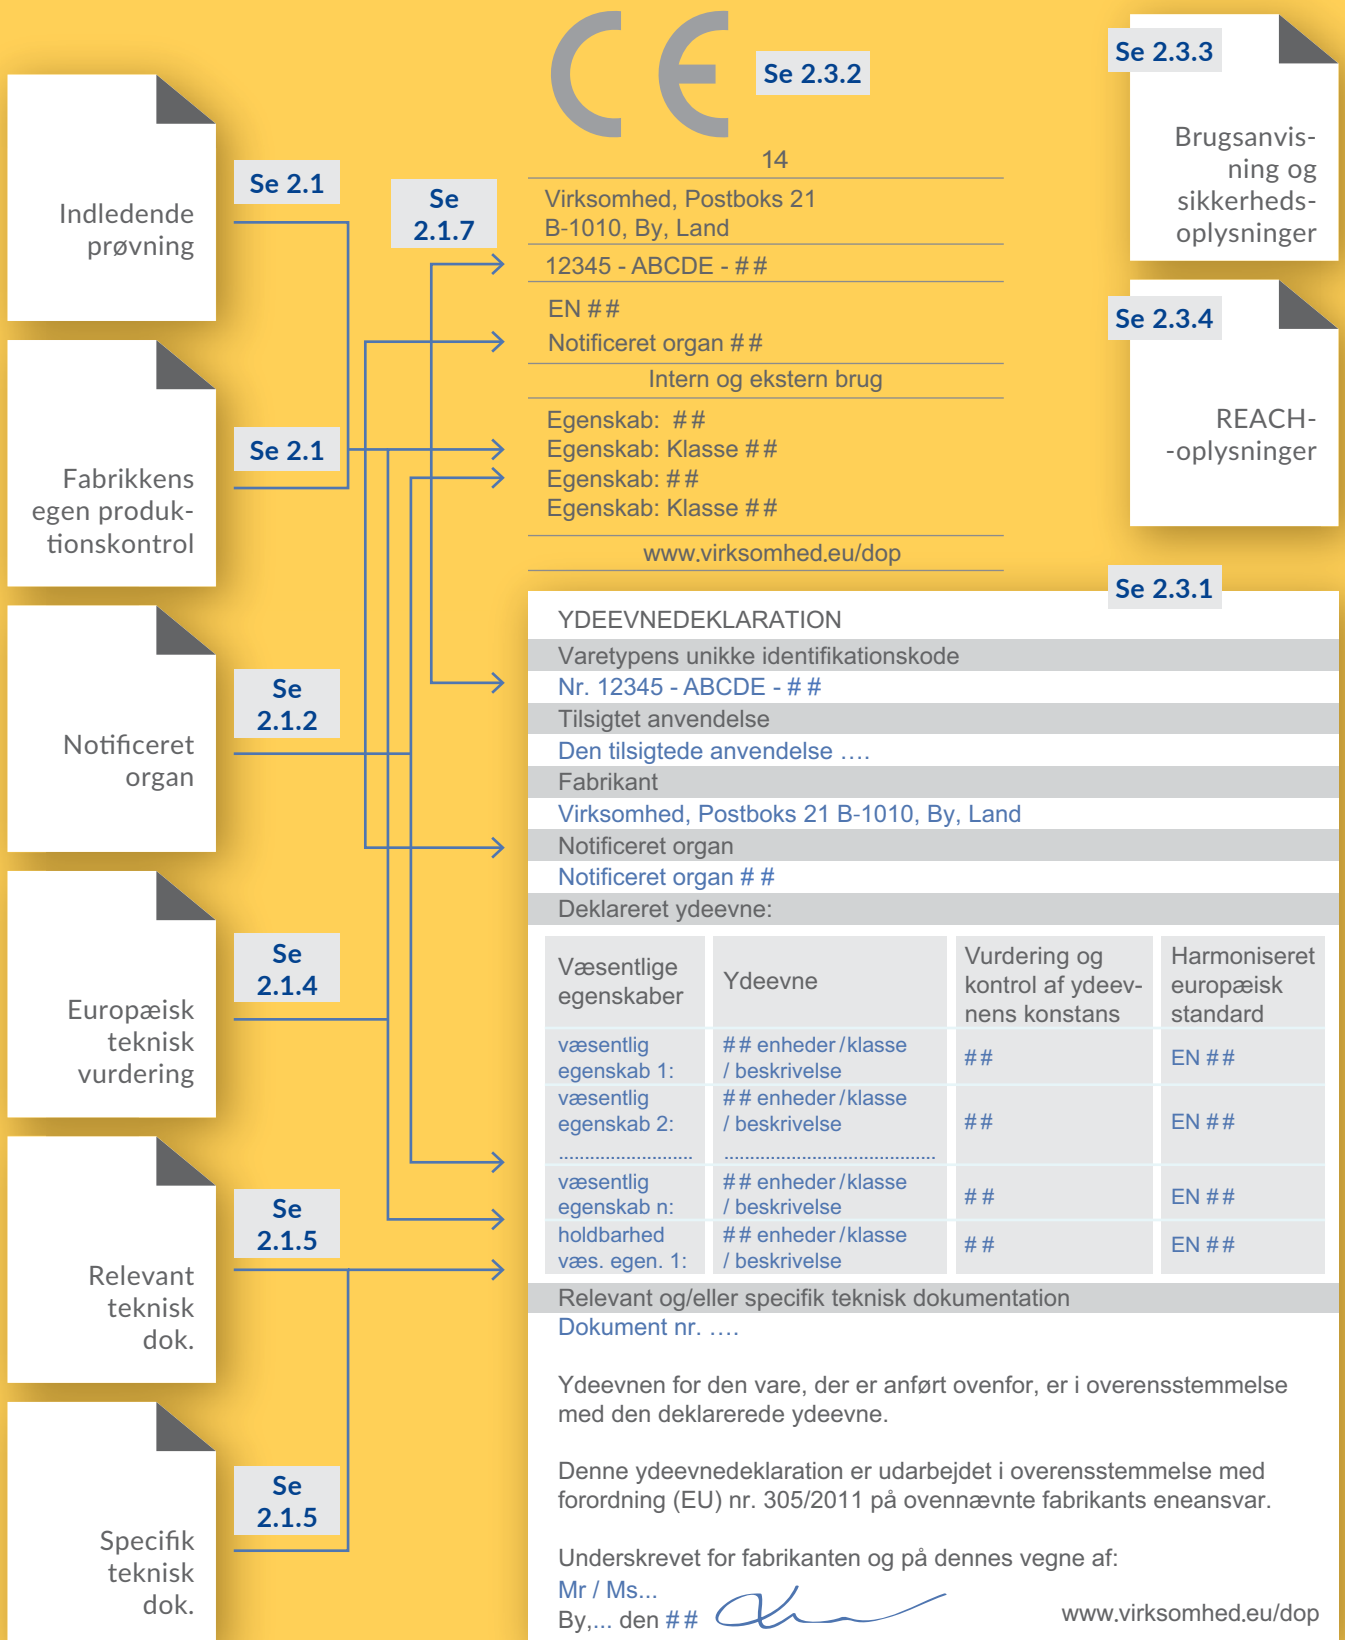 Indledende
prøvning
Se 2.1
Fabrikkens
egen produk-
tionskontrol
Se 2.1
Notificeret
organ
Se
2.1.2
Europæisk
teknisk
vurdering
Se
2.1.4
Relevant
teknisk
dok.
Se
2.1.5
Specifik
teknisk
dok.
Se
2.1.5
Se
2.1.7
CE
Se 2.3.2
14
Virksomhed, Postboks 21
B-1010, By, Land
12345 - ABCDE - ##
EN ##
Notificeret organ ##
Intern og ekstern brug
Egenskab: ##
Egenskab: Klasse ##
Egenskab: ##
Egenskab: Klasse ##
www.virksomhed.eu/dop
Se 2.3.3
Brugsanvis-
ning og
sikkerheds-
oplysninger
Se 2.3.4
REACH-
-oplysninger
Se 2.3.1
YDEEVNEDEKLARATION
Varetypens unikke identifikationskode
Nr. 12345 - ABCDE - # #
Tilsigtet anvendelse
Den tilsigtede anvendelse ....
Fabrikant
Virksomhed, Postboks 21 B-1010, By, Land
Notificeret organ
Notificeret organ # #
Deklareret ydeevne:
Væsentlige
egenskaber
Ydeevne
Vurdering og
kontrol af ydeev-
nens konstans
Harmoniseret
europæisk
standard
væsentlig
egenskab 1:
## enheder/klasse
/ beskrivelse
##
EN ##
væsentlig
egenskab 2:
..........................
## enheder/klasse
/ beskrivelse
.........................................
##
EN ##
væsentlig
egenskab n:
## enheder/klasse
/ beskrivelse
##
EN ##
holdbarhed
væs. egen. 1:
## enheder/klasse
/ beskrivelse
##
EN ##
Relevant og/eller specifik teknisk dokumentation
Dokument nr. ....
Ydeevnen for den vare, der er anført ovenfor, er i overensstemmelse
med den deklarerede ydeevne.
Denne ydeevnedeklaration er udarbejdet i overensstemmelse med
forordning (EU) nr. 305/2011 på ovennævnte fabrikants eneansvar.
Underskrevet for fabrikanten og på dennes vegne af:
Mr / Ms...
By,... den ##
www.virksomhed.eu/dop